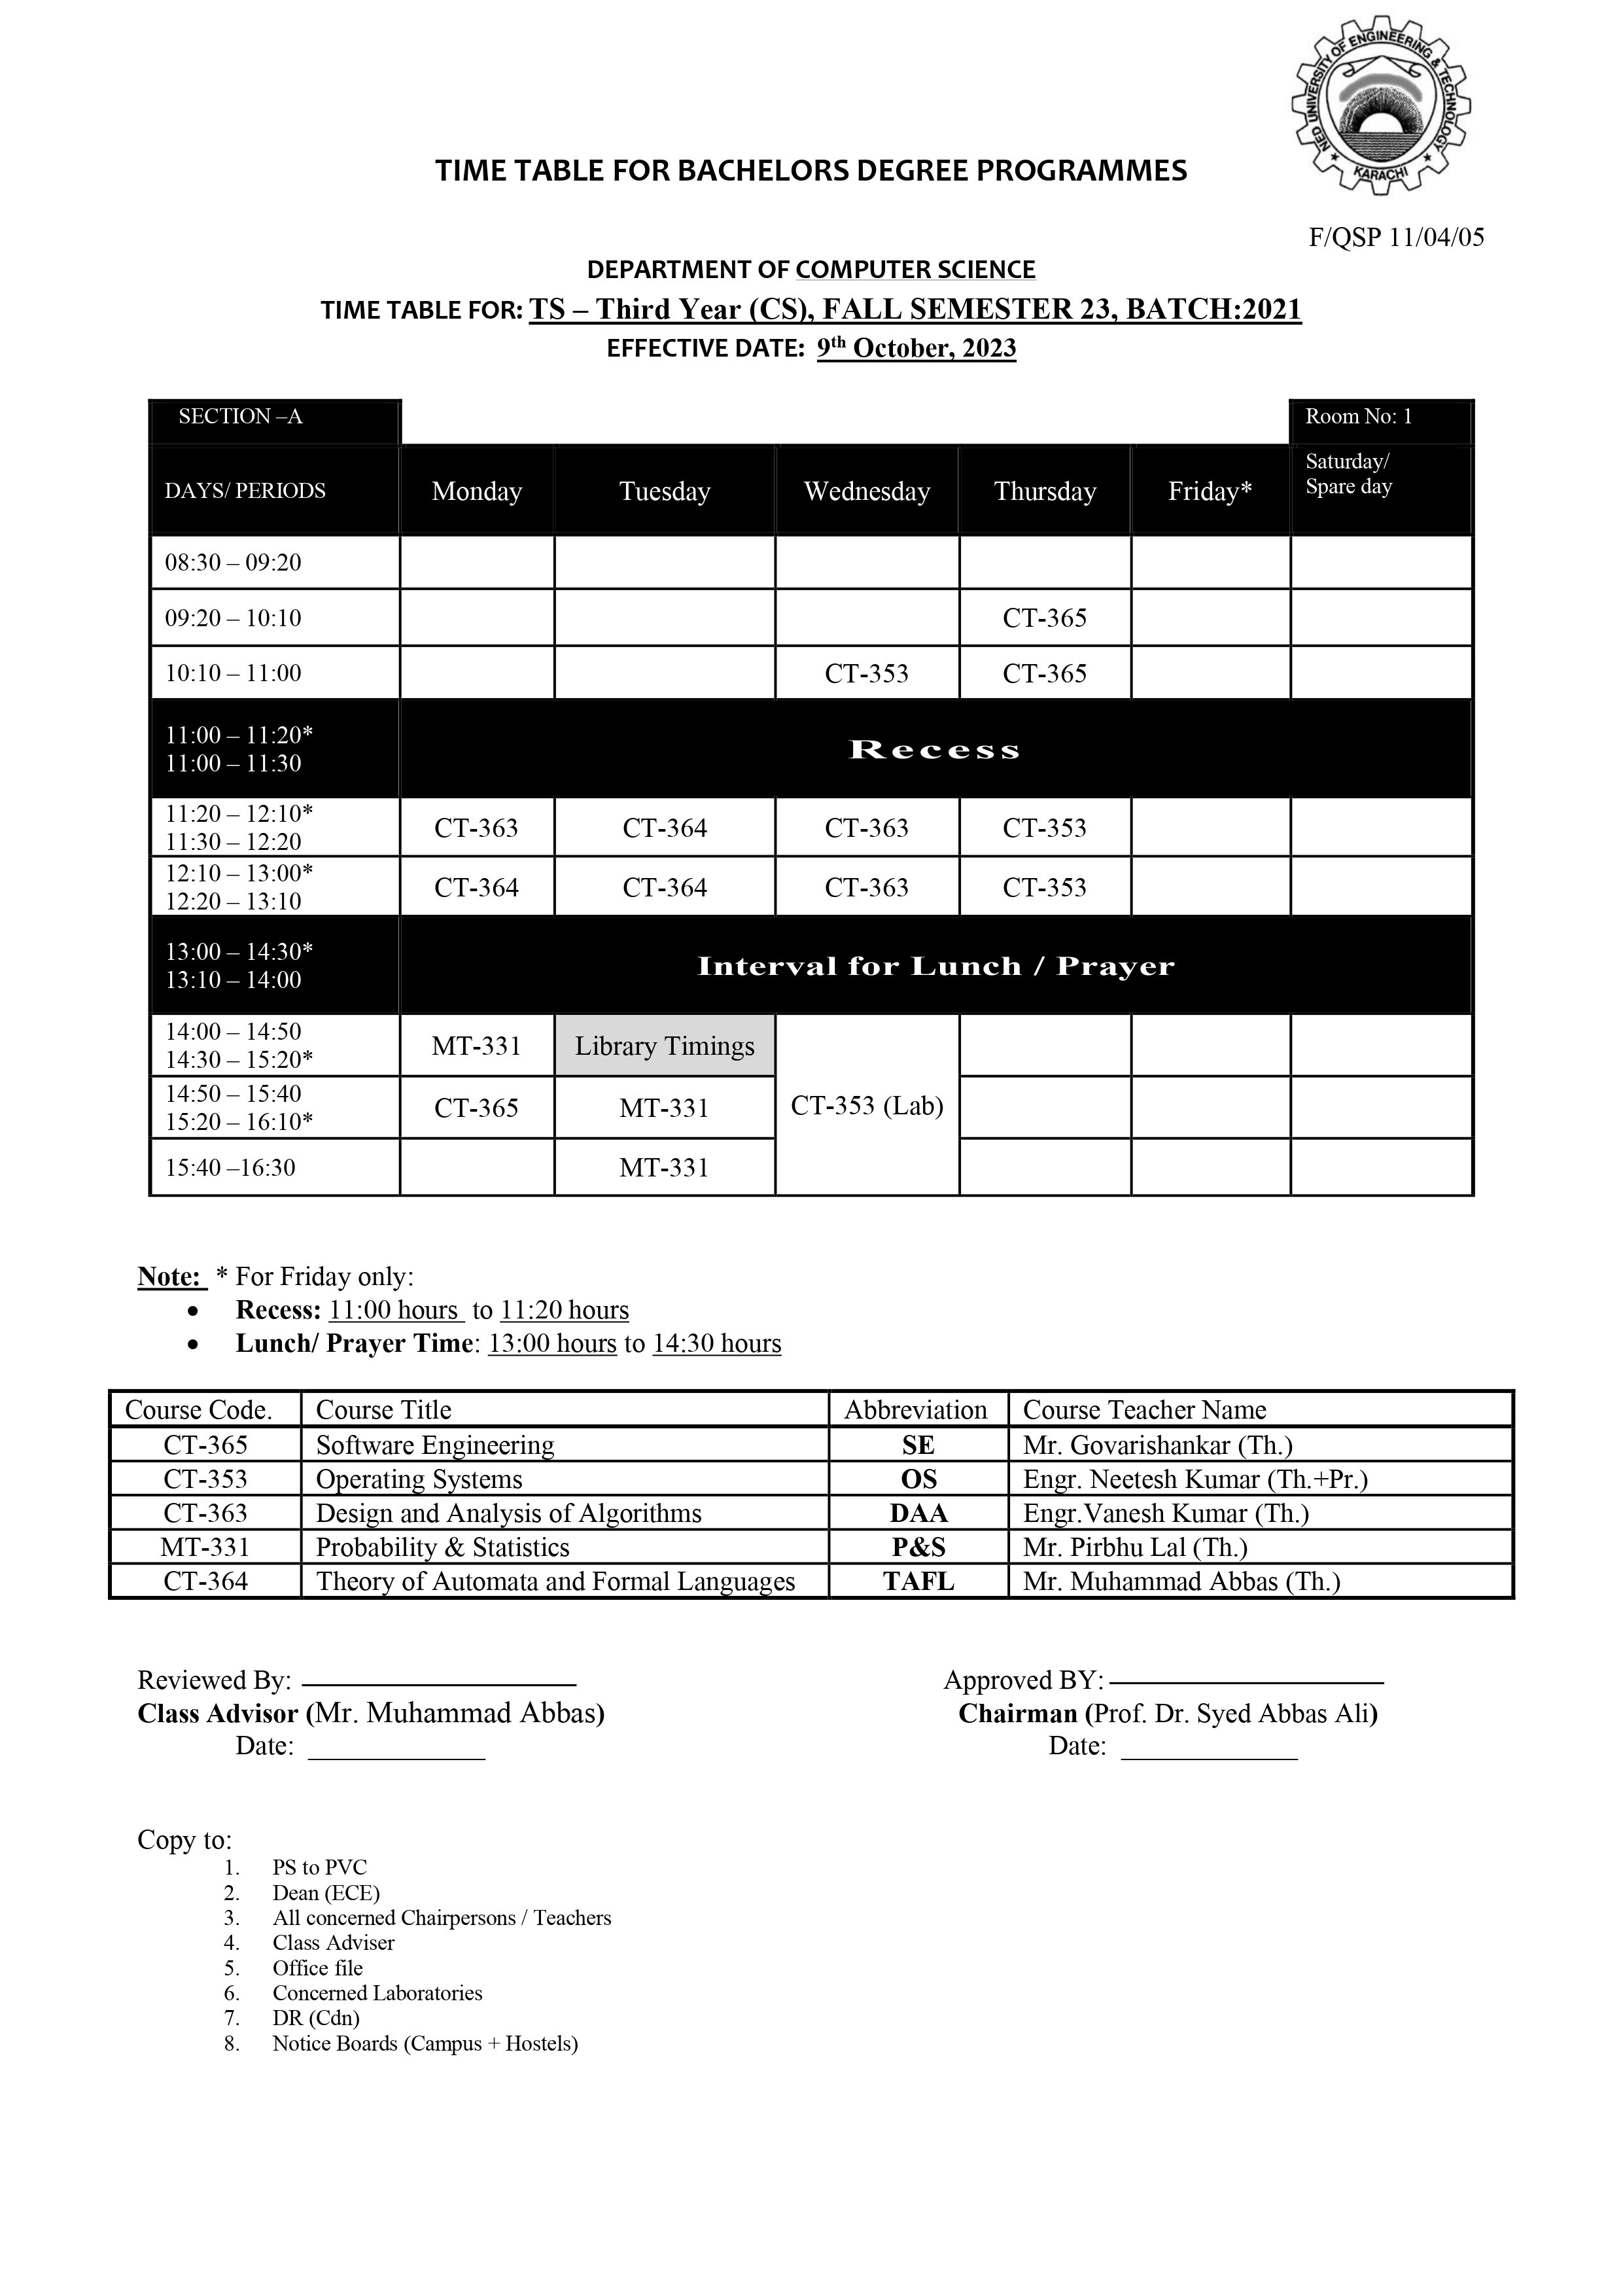 NED UNIVERSITY OF ENGINEERING & TECHNOLOGY
KARACHI
TIME TABLE FOR BACHELORS DEGREE PROGRAMMES
F/QSP 11/04/05
DEPARTMENT OF COMPUTER SCIENCE
TIME TABLE FOR: TS – Third Year (CS), FALL SEMESTER 23, BATCH:2021
EFFECTIVE DATE: 9th October, 2023
SECTION –A Room No: 1
DAYS/ PERIODS Monday Tuesday Wednesday Thursday Friday* Saturday/
Spare day
08:30 – 09:20
09:20 – 10:10 CT-365
10:10 – 11:00 CT-353 CT-365
11:00 – 11:20*
11:00 – 11:30
Recess
11:20 – 12:10*
11:30 – 12:20
CT-363 CT-364 CT-363 CT-353
12:10 – 13:00*
12:20 – 13:10
CT-364 CT-364 CT-363 CT-353
13:00 – 14:30*
13:10 – 14:00
Interval for Lunch / Prayer
14:00 – 14:50
14:30 – 15:20*
MT-331 Library Timings CT-353 (Lab)
14:50 – 15:40
15:20 – 16:10*
CT-365 MT-331
15:40 –16:30 MT-331
Note: * For Friday only:
• Recess: 11:00 hours to 11:20 hours
• Lunch/ Prayer Time: 13:00 hours to 14:30 hours
Course Code. Course Title Abbreviation Course Teacher Name
CT-365 Software Engineering SE Mr. Govarishankar (Th.)
CT-353 Operating Systems OS Engr. Neetesh Kumar (Th.+Pr.)
CT-363 Design and Analysis of Algorithms DAA Engr.Vanesh Kumar (Th.)
MT-331 Probability & Statistics P&S Mr. Pirbhu Lal (Th.)
CT-364 Theory of Automata and Formal Languages TAFL Mr. Muhammad Abbas (Th.)
Reviewed By: Approved BY:
Class Advisor (Mr. Muhammad Abbas) Chairman (Prof. Dr. Syed Abbas Ali)
Date: Date:
Copy to:
1. PS to PVC
2. Dean (ECE)
3. All concerned Chairpersons / Teachers
4. Class Adviser
5. Office file
6. Concerned Laboratories
7. DR (Cdn)
8. Notice Boards (Campus + Hostels)